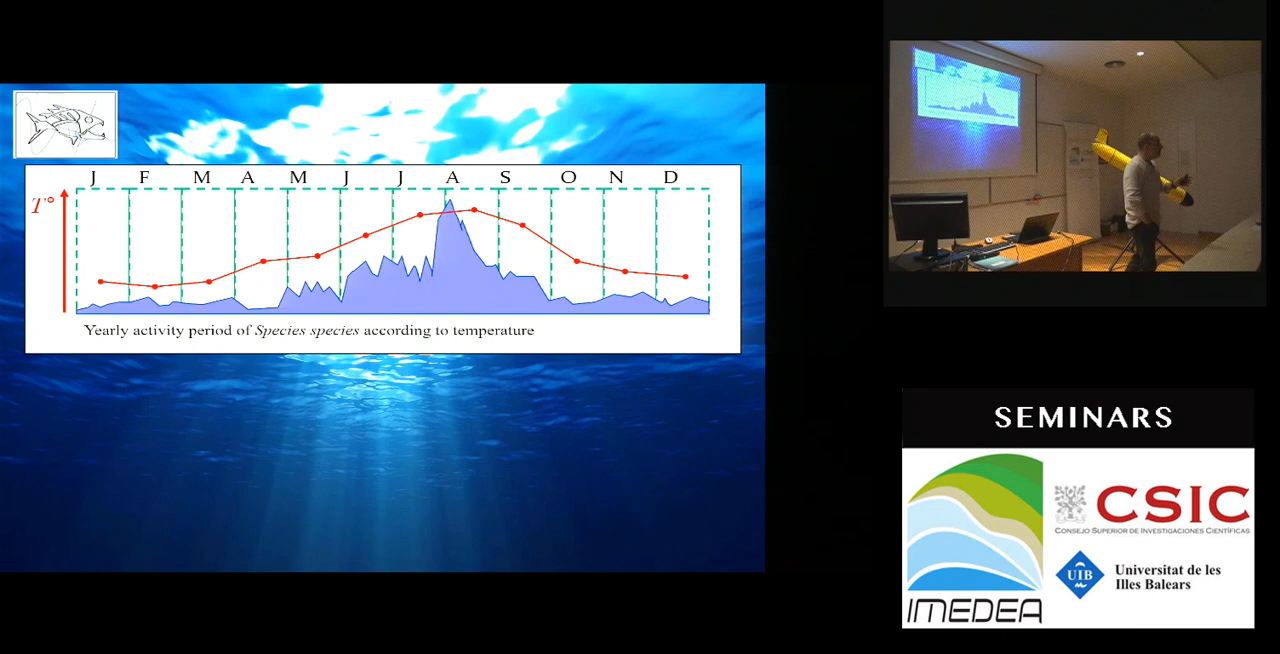 J F M A M J J A S O N D
T°
Yearly activity period of Species species according to temperature
SEMINARS
CSIC
CONSEJO SUPERIOR DE INVESTIGACIONES CIENTÍFICAS
UIB
Universitat de les
Illes Balears
IMEDEA